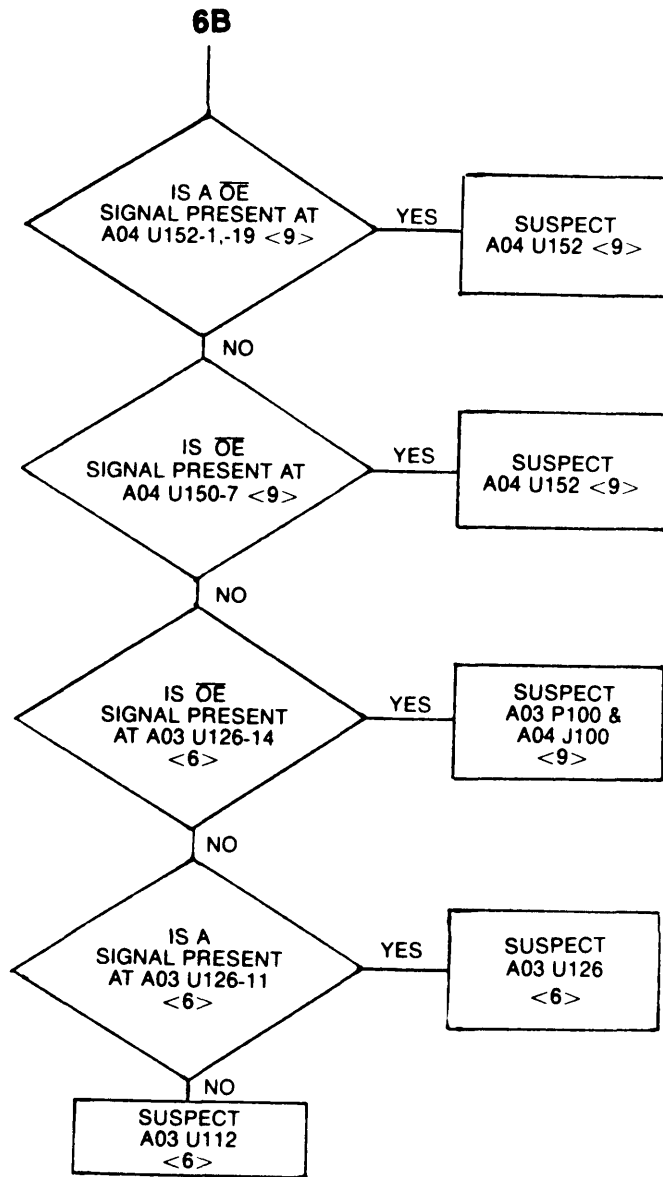 6B
IS A O̅E̅
SIGNAL PRESENT AT
A04 U152-1,-19 <9>
YES
SUSPECT
A04 U152 <9>
NO
IS O̅E̅
SIGNAL PRESENT AT
A04 U150-7 <9>
YES
SUSPECT
A04 U152 <9>
NO
IS O̅E̅
SIGNAL PRESENT
AT A03 U126-14
<6>
YES
SUSPECT
A03 P100 &
A04 J100
<9>
NO
IS A
SIGNAL PRESENT
AT A03 U126-11
<6>
YES
SUSPECT
A03 U126
<6>
NO
SUSPECT
A03 U112
<6>